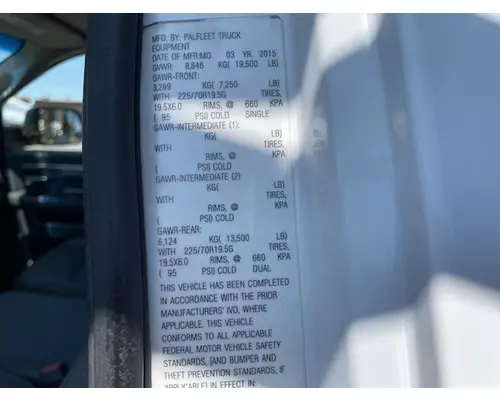 MFD. BY: PALFLEET TRUCK
EQUIPMENT
DATE OF MFR:MO. 03 YR. 2015
GVWR: 8,846 KG( 19,500 LB)
GAWR-FRONT:
3,289 KG( 7,250 LB)
WITH 225/70R19.5G TIRES,
19.5X6.0 RIMS, @ 660 KPA
( 95 PSI) COLD SINGLE
GAWR-INTERMEDIATE (1):
KG( LB)
WITH TIRES,
RIMS, @ KPA
( PSI) COLD
GAWR-INTERMEDIATE (2):
KG( LB)
WITH TIRES,
RIMS, @ KPA
( PSI) COLD
GAWR-REAR:
6,124 KG( 13,500 LB)
WITH 225/70R19.5G TIRES,
19.5X6.0 RIMS, @ 660 KPA
( 95 PSI) COLD DUAL
THIS VEHICLE HAS BEEN COMPLETED
IN ACCORDANCE WITH THE PRIOR
MANUFACTURERS' IVD, WHERE
APPLICABLE. THIS VEHICLE
CONFORMS TO ALL APPLICABLE
FEDERAL MOTOR VEHICLE SAFETY
STANDARDS, [AND BUMPER AND
THEFT PREVENTION STANDARDS, IF
APPLICABLE] IN EFFECT IN: